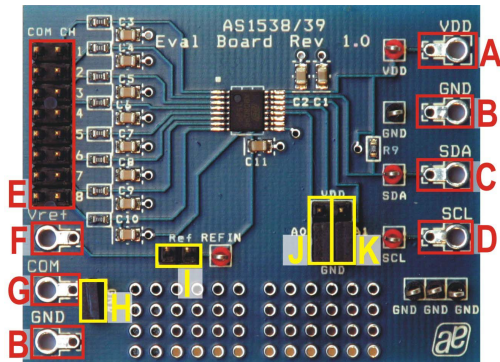 AS1538/39
Eval Board Rev 1.0
COM CH
C3
1
C4
2
C5
3
C6
4
C7
C8
7
C9
8
C10
C2 C1
C11
VDD
VDD
A
GND
GND
B
R9
SDA
SDA
C
VDD
A0
J
K
GND
SCL
SCL
D
E
Vref
F
Ref REFIN
I
COM
G
H
GND
B
GND GND GND
ae